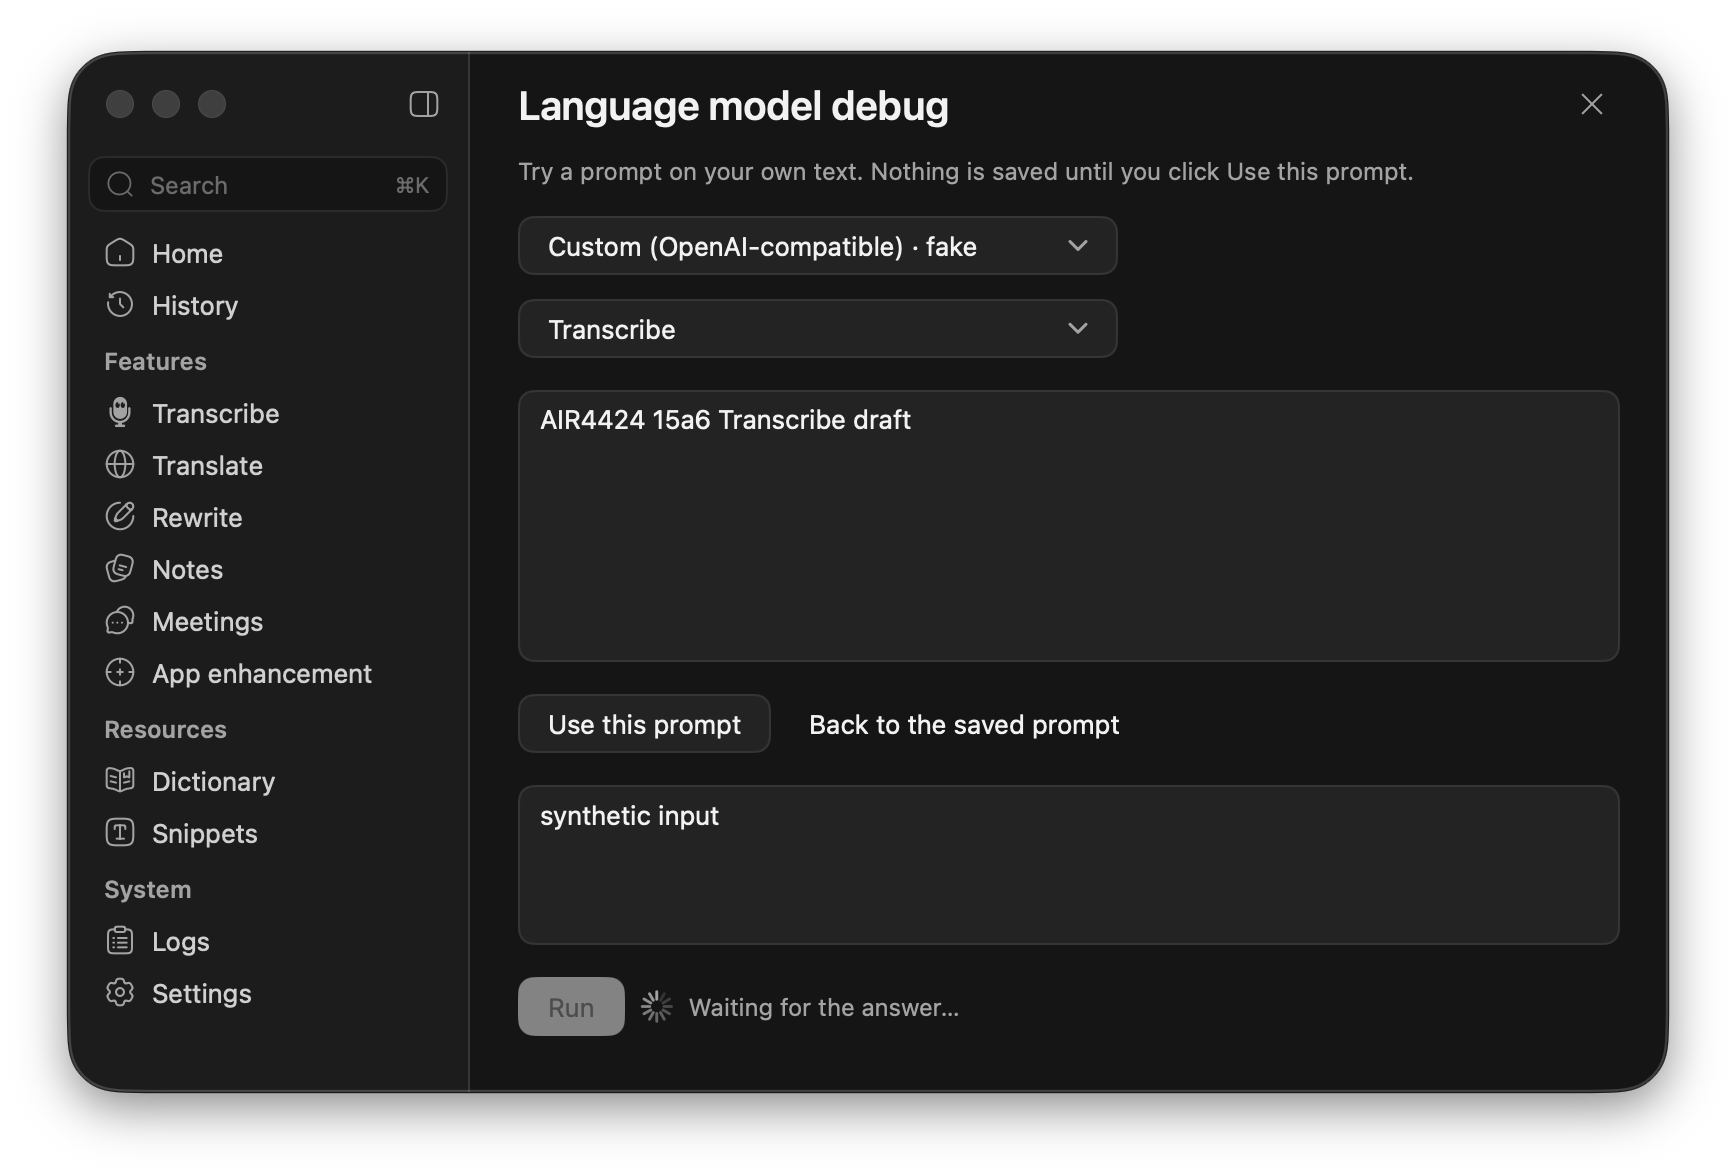 Search ⌘K
Home
History
Features
Transcribe
Translate
Rewrite
Notes
Meetings
App enhancement
Resources
Dictionary
Snippets
System
Logs
Settings
Language model debug
Try a prompt on your own text. Nothing is saved until you click Use this prompt.
Custom (OpenAI-compatible) · fake
Transcribe
AIR4424 15a6 Transcribe draft
Use this prompt Back to the saved prompt
synthetic input
Run Waiting for the answer...